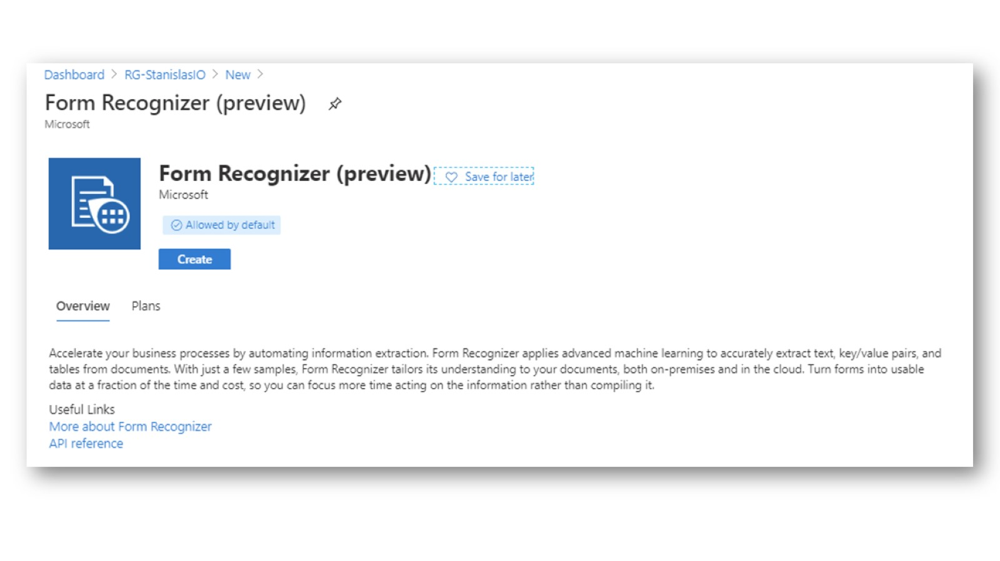 Dashboard > RG-StanislasIO > New >
Form Recognizer (preview)
Microsoft
Form Recognizer (preview) Save for later
Microsoft
Allowed by default
Create
Overview Plans
Accelerate your business processes by automating information extraction. Form Recognizer applies advanced machine learning to accurately extract text, key/value pairs, and
tables from documents. With just a few samples, Form Recognizer tailors its understanding to your documents, both on-premises and in the cloud. Turn forms into usable
data at a fraction of the time and cost, so you can focus more time acting on the information rather than compiling it.
Useful Links
More about Form Recognizer
API reference